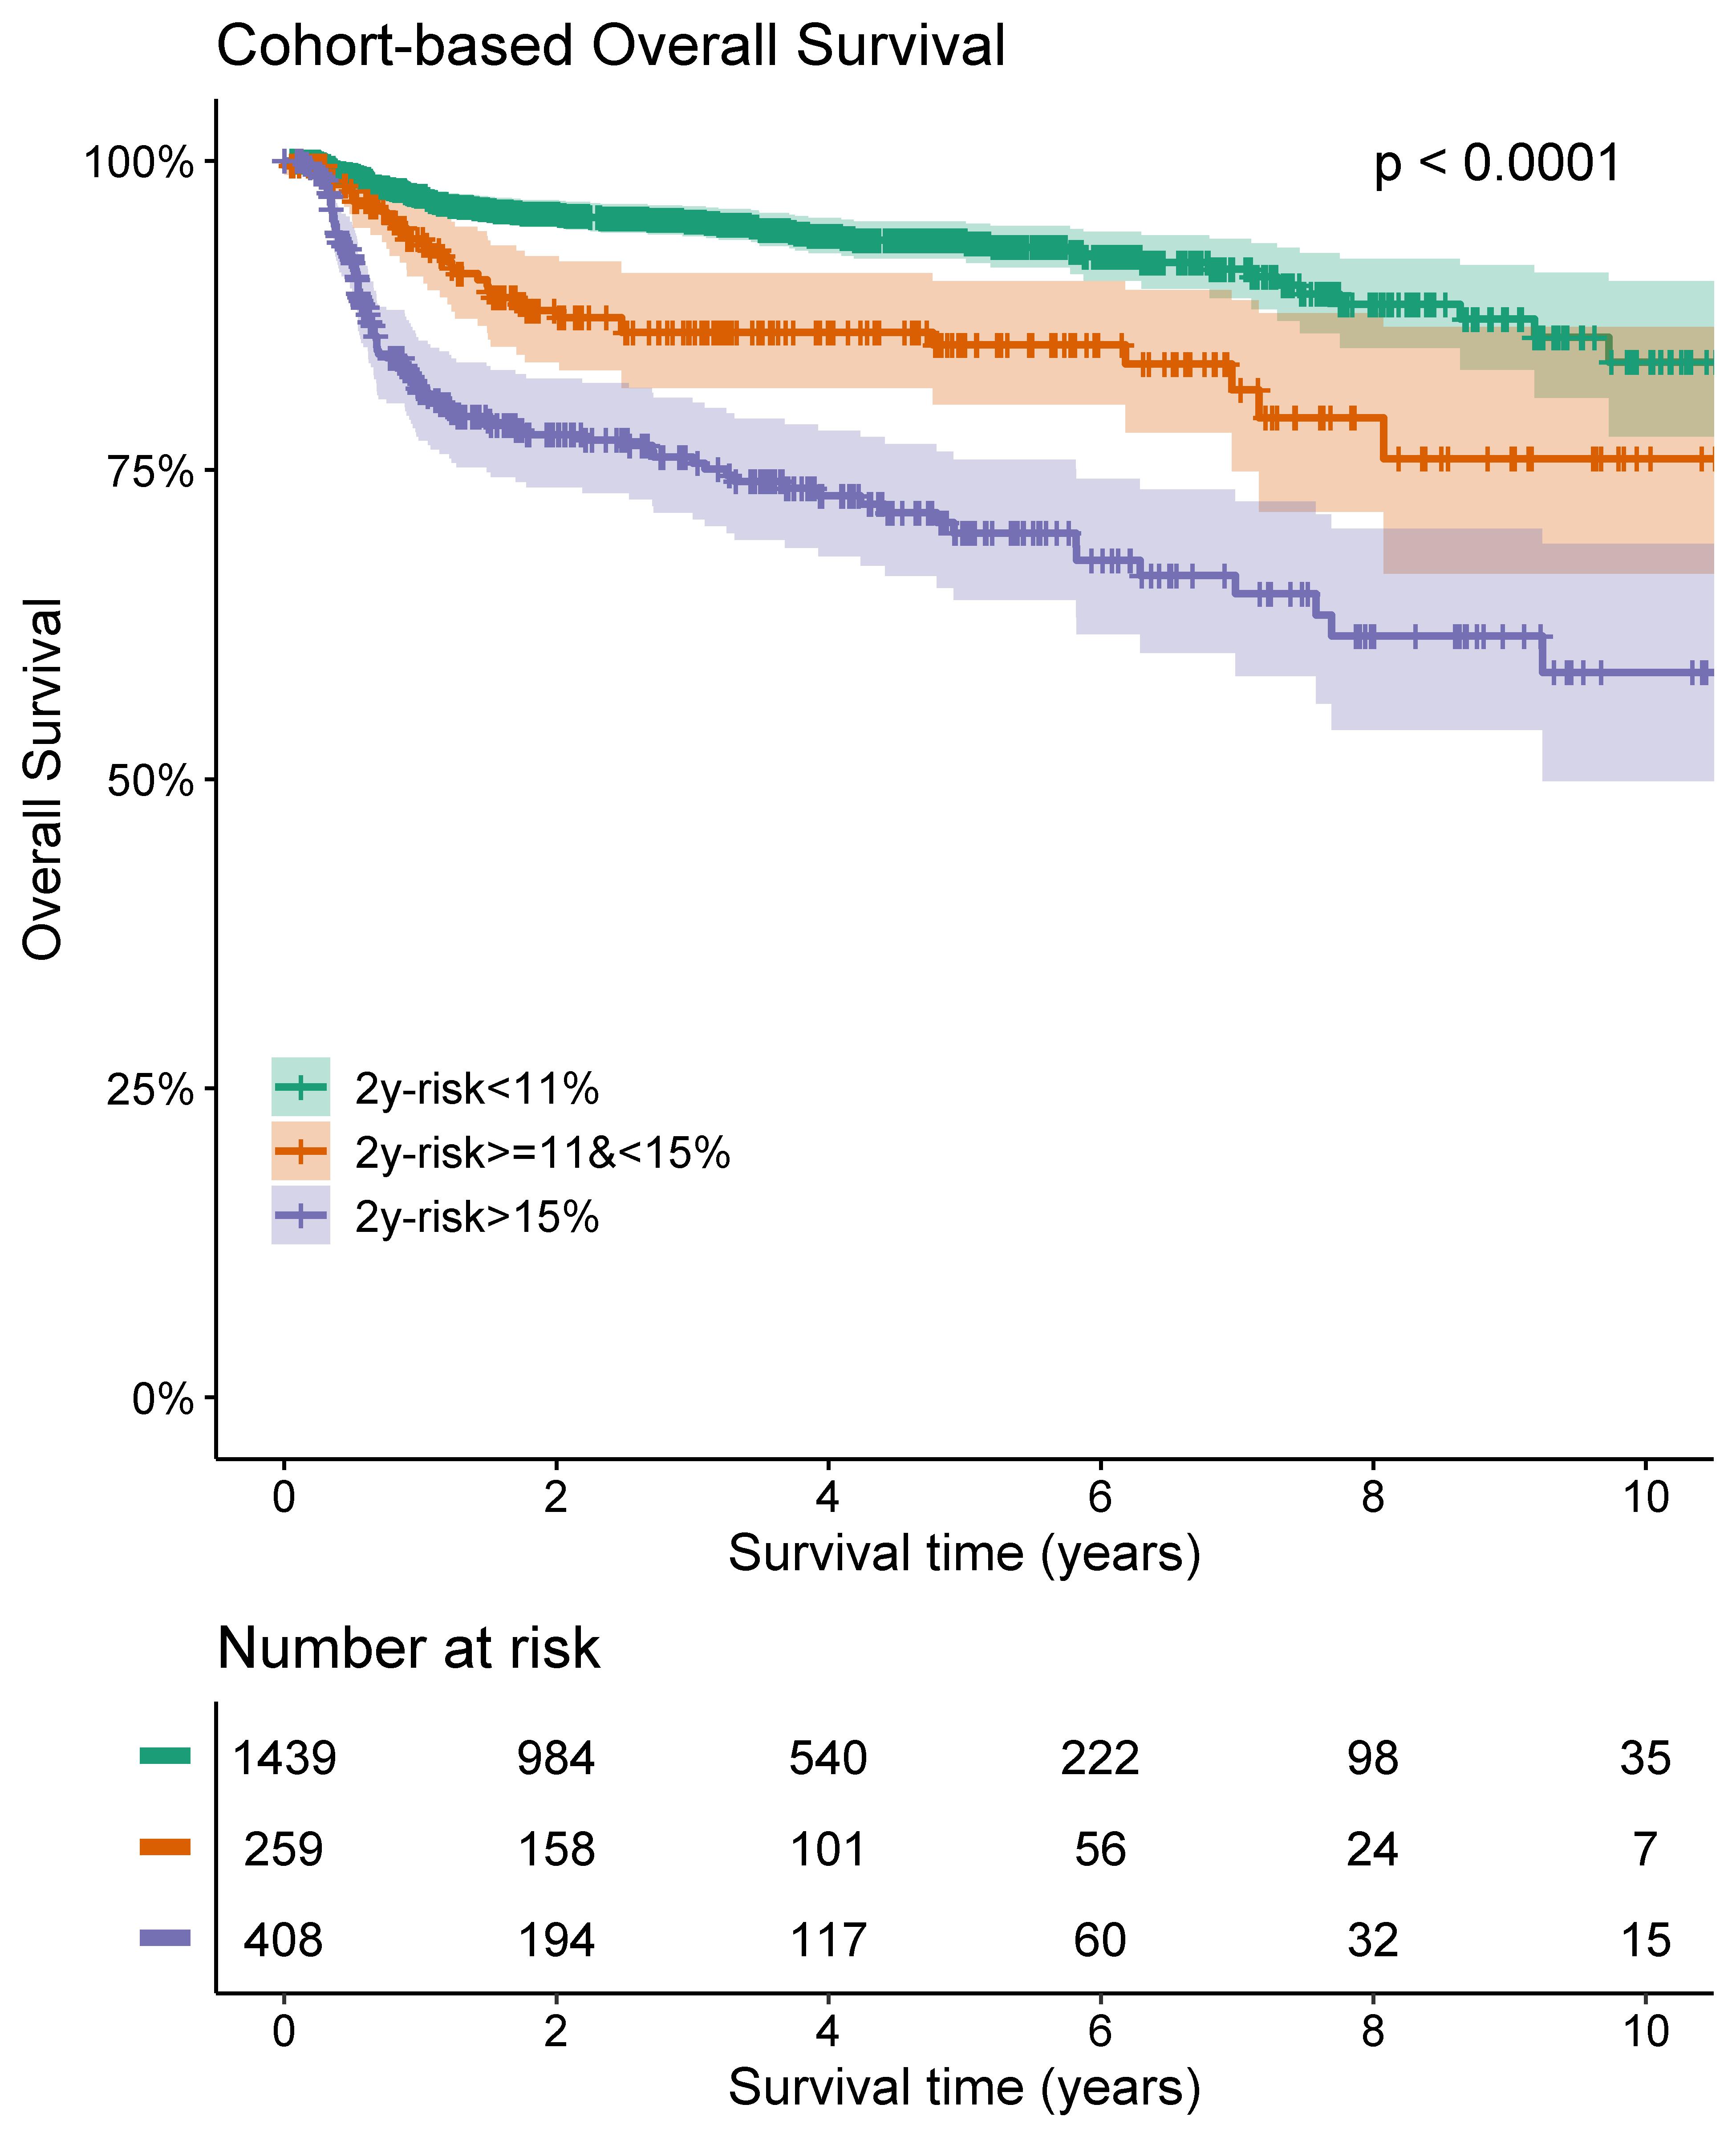 Cohort-based Overall Survival
p < 0.0001
100%
75%
50%
25%
0%
Overall Survival
2y-risk<11%
2y-risk>=11&<15%
2y-risk>15%
0 2 4 6 8 10
Survival time (years)
Number at risk
1439 984 540 222 98 35
259 158 101 56 24 7
408 194 117 60 32 15
0 2 4 6 8 10
Survival time (years)